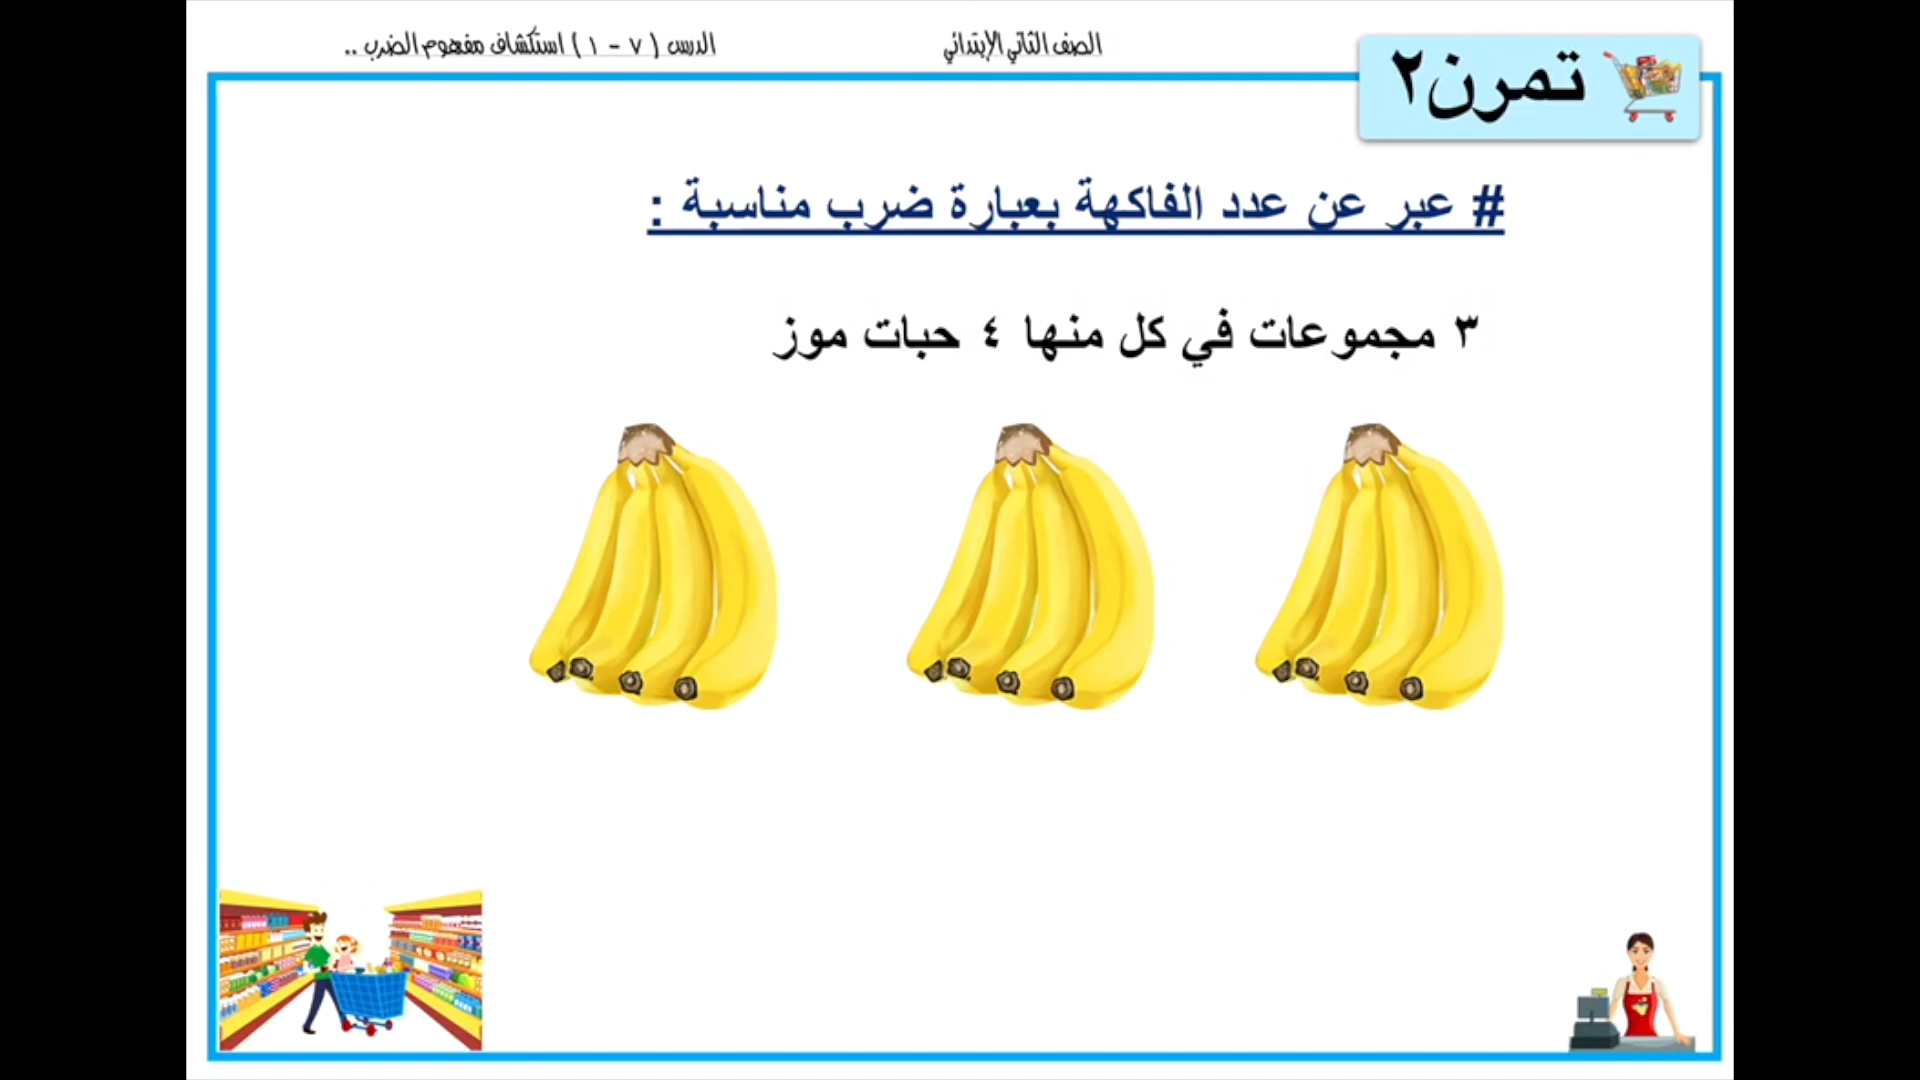 الصف الثاني الإبتدائي
الدرس ( ٧ - ١ ) استكشاف مفهوم الضرب ..
تمرن٢
# عبر عن عدد الفاكهة بعبارة ضرب مناسبة :
٣ مجموعات في كل منها ٤ حبات موز